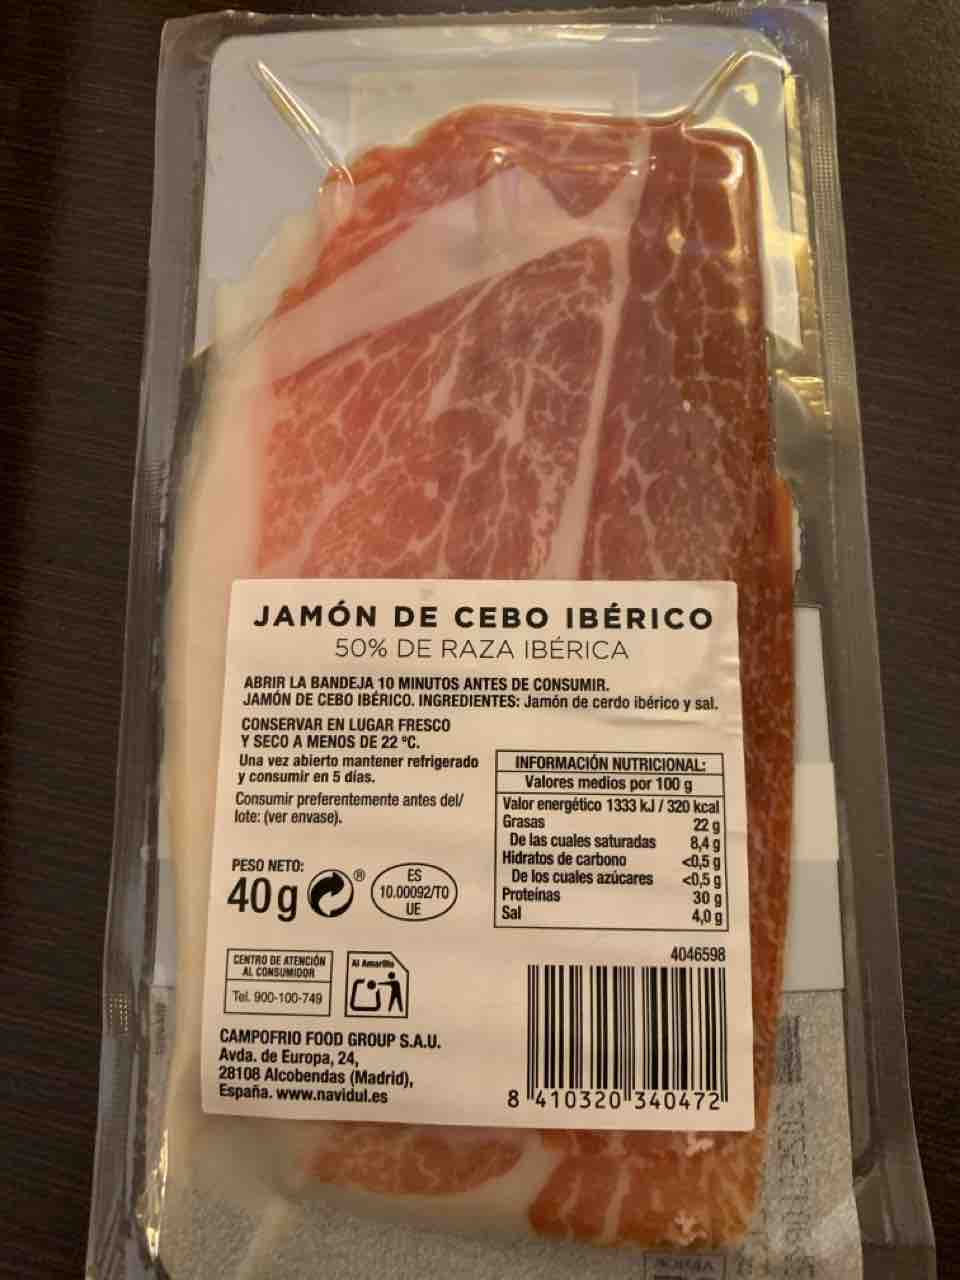 JAMÓN DE CEBO IBÉRICO
50% DE RAZA IBÉRICA
ABRIR LA BANDEJA 10 MINUTOS ANTES DE CONSUMIR.
JAMÓN DE CEBO IBÉRICO. INGREDIENTES: Jamón de cerdo ibérico y sal.
CONSERVAR EN LUGAR FRESCO
Y SECO A MENOS DE 22 ºC.
Una vez abierto mantener refrigerado
y consumir en 5 días.
Consumir preferentemente antes del/
lote: (ver envase).
PESO NETO:
40 g ®
ES
10.00092/TO
UE
INFORMACIÓN NUTRICIONAL:
Valores medios por 100 g
Valor energético 1333 kJ / 320 kcal
Grasas 22 g
De las cuales saturadas 8,4 g
Hidratos de carbono <0,5 g
De los cuales azúcares <0,5 g
Proteínas 30 g
Sal 4,0 g
CENTRO DE ATENCIÓN
AL CONSUMIDOR
Tel. 900-100-749
Al Amarillo
CAMPOFRIO FOOD GROUP S.A.U.
Avda. de Europa, 24,
28108 Alcobendas (Madrid),
España. www.navidul.es
4046598
8 410320 340472